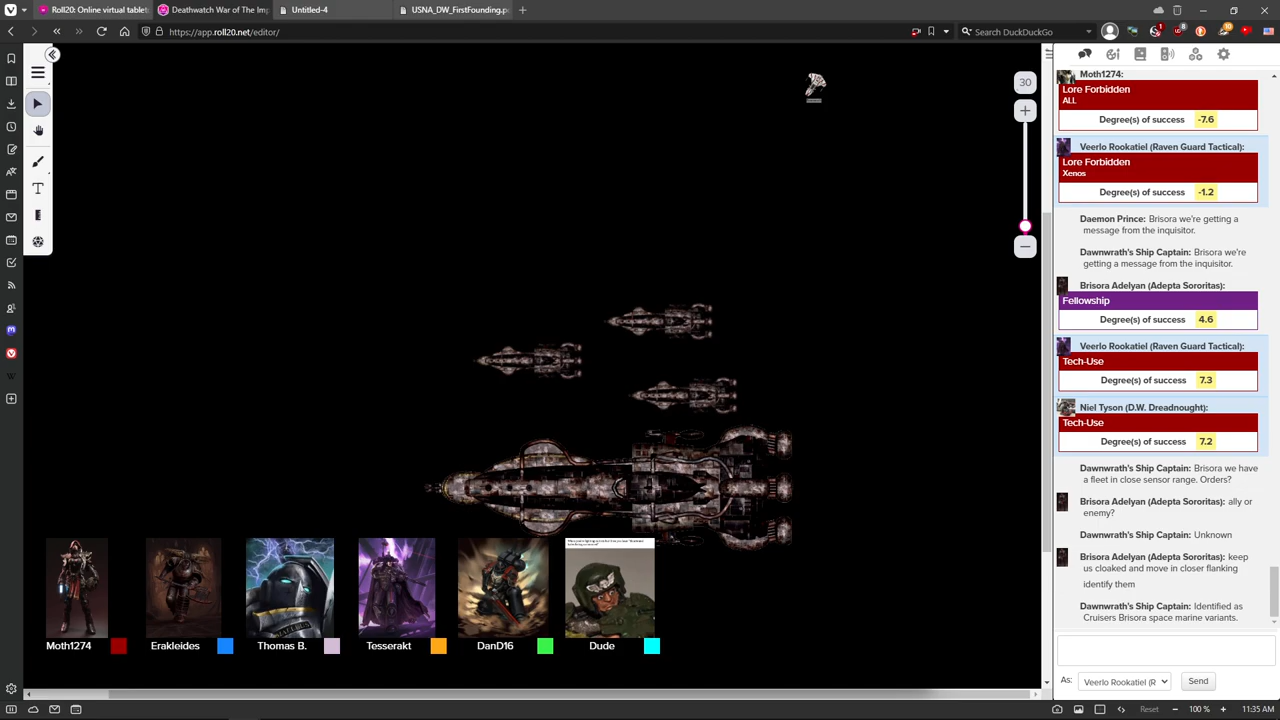 Roll20: Online virtual tablet
Deathwatch War of The Imp
Untitled-4
USNA_DW_FirstFounding.p
https://app.roll20.net/editor/
Search DuckDuckGo
30
Moth1274:
Lore Forbidden
ALL
Degree(s) of success -7.6
Veerlo Rookatiel (Raven Guard Tactical):
Lore Forbidden
Xenos
Degree(s) of success -1.2
Daemon Prince: Brisora we're getting a
message from the inquisitor.
Dawnwrath's Ship Captain: Brisora we're
getting a message from the inquisitor.
Brisora Adelyan (Adepta Sororitas):
Fellowship
Degree(s) of success 4.6
Veerlo Rookatiel (Raven Guard Tactical):
Tech-Use
Degree(s) of success 7.3
Niel Tyson (D.W. Dreadnought):
Tech-Use
Degree(s) of success 7.2
Dawnwrath's Ship Captain: Brisora we have
a fleet in close sensor range. Orders?
Brisora Adelyan (Adepta Sororitas): ally or
enemy?
Dawnwrath's Ship Captain: Unknown
Brisora Adelyan (Adepta Sororitas): keep
us cloaked and move in closer flanking
identify them
Dawnwrath's Ship Captain: Identified as
Cruisers Brisora space marine variants.
Moth1274
Erakleides
Thomas B.
Tesserakt
DanD16
Dude
As:
Veerlo Rookatiel (R
Send
Reset
100 %
11:35 AM